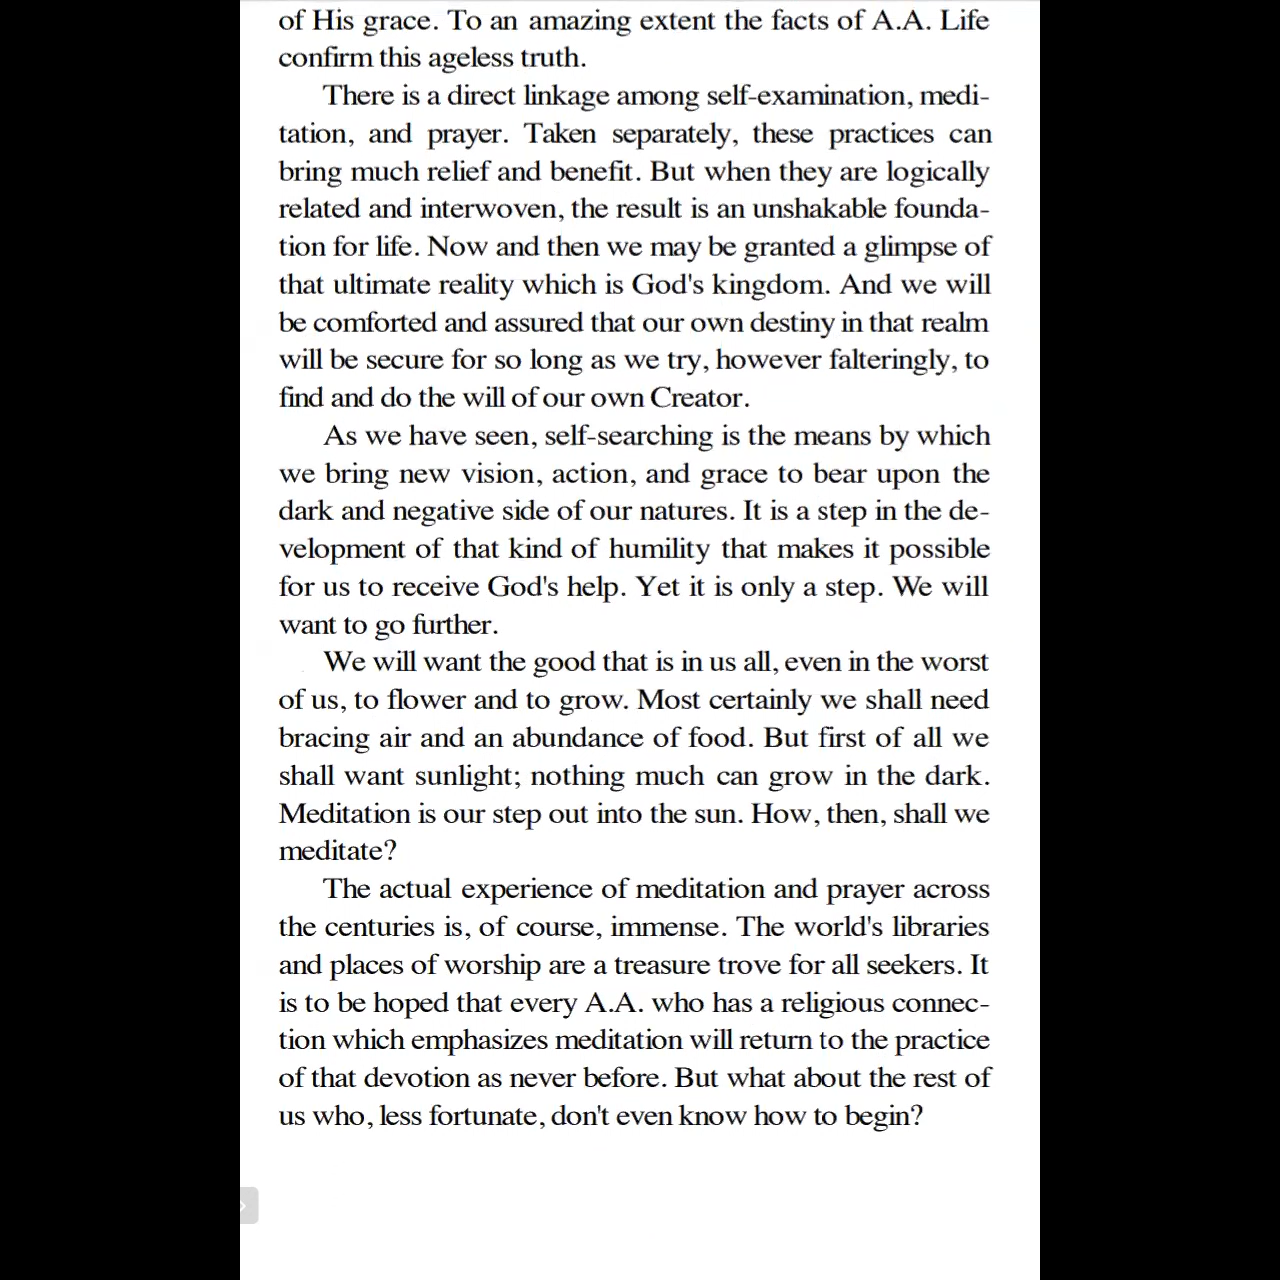 of His grace. To an amazing extent the facts of A.A. Life
confirm this ageless truth.
There is a direct linkage among self-examination, medi-
tation, and prayer. Taken separately, these practices can
bring much relief and benefit. But when they are logically
related and interwoven, the result is an unshakable founda-
tion for life. Now and then we may be granted a glimpse of
that ultimate reality which is God's kingdom. And we will
be comforted and assured that our own destiny in that realm
will be secure for so long as we try, however falteringly, to
find and do the will of our own Creator.
As we have seen, self-searching is the means by which
we bring new vision, action, and grace to bear upon the
dark and negative side of our natures. It is a step in the de-
velopment of that kind of humility that makes it possible
for us to receive God's help. Yet it is only a step. We will
want to go further.
We will want the good that is in us all, even in the worst
of us, to flower and to grow. Most certainly we shall need
bracing air and an abundance of food. But first of all we
shall want sunlight; nothing much can grow in the dark.
Meditation is our step out into the sun. How, then, shall we
meditate?
The actual experience of meditation and prayer across
the centuries is, of course, immense. The world's libraries
and places of worship are a treasure trove for all seekers. It
is to be hoped that every A.A. who has a religious connec-
tion which emphasizes meditation will return to the practice
of that devotion as never before. But what about the rest of
us who, less fortunate, don't even know how to begin?